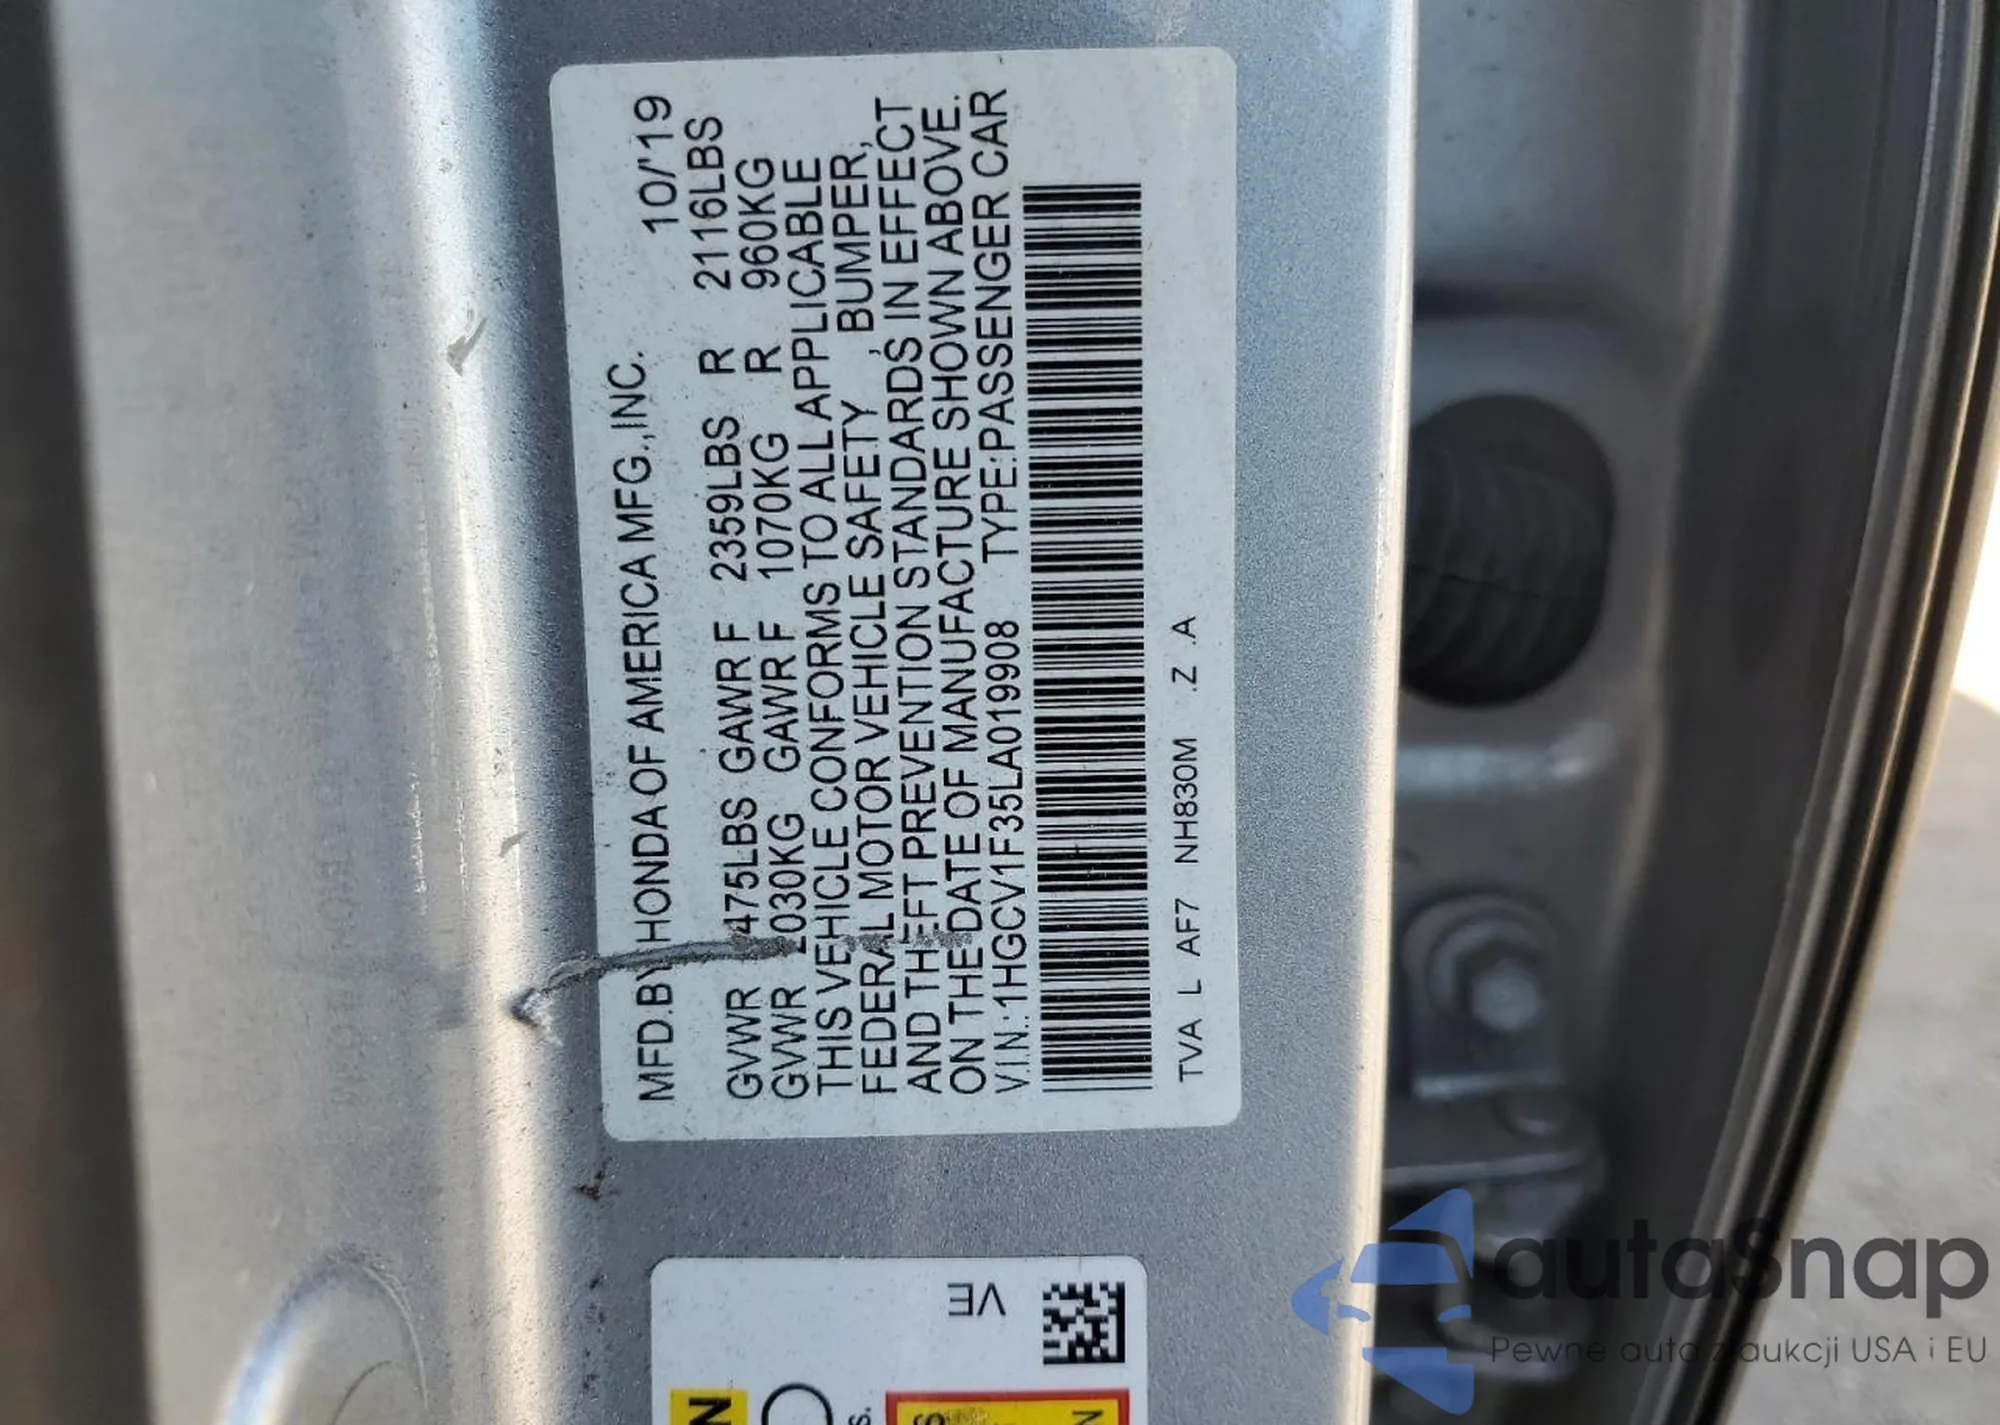 MFD.BY HONDA OF AMERICA MFG.,INC. 10/'19
GVWR 4475LBS GAWR F 2359LBS R 2116LBS
GVWR 2030KG GAWR F 1070KG R 960KG
THIS VEHICLE CONFORMS TO ALL APPLICABLE
FEDERAL MOTOR VEHICLE SAFETY, BUMPER,
AND THEFT PREVENTION STANDARDS IN EFFECT
ON THE DATE OF MANUFACTURE SHOWN ABOVE.
V.I.N.:1HGCV1F35LA019908 TYPE:PASSENGER CAR
TVA L AF7 NH830M .Z .A
VE
autoSnap
Pewne auto z aukcji USA i EU